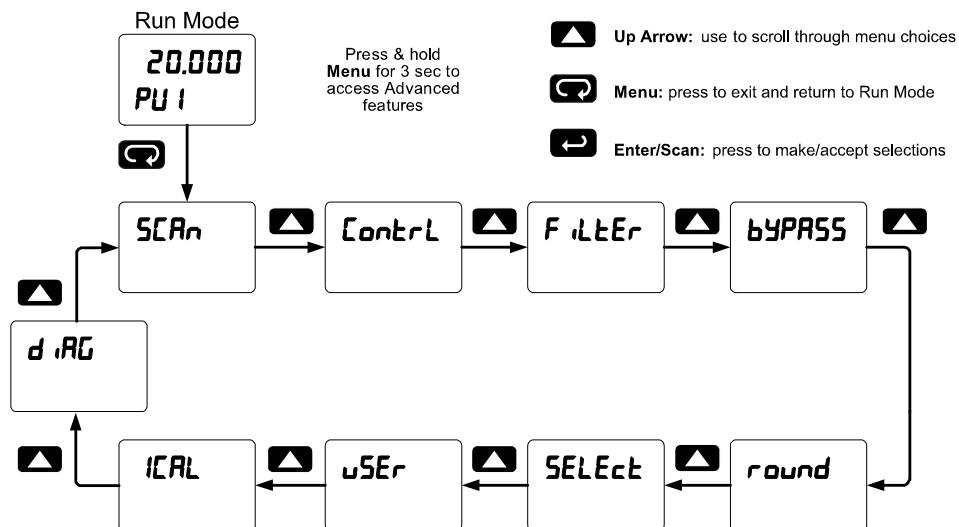 Run Mode
20.000
PU 1
Press & hold
Menu for 3 sec to
access Advanced
features
Up Arrow: use to scroll through menu choices
Menu: press to exit and return to Run Mode
Enter/Scan: press to make/accept selections
SCAn
ContrL
FiLtEr
bYPASS
diAG
ICAL
uSEr
SELEct
round